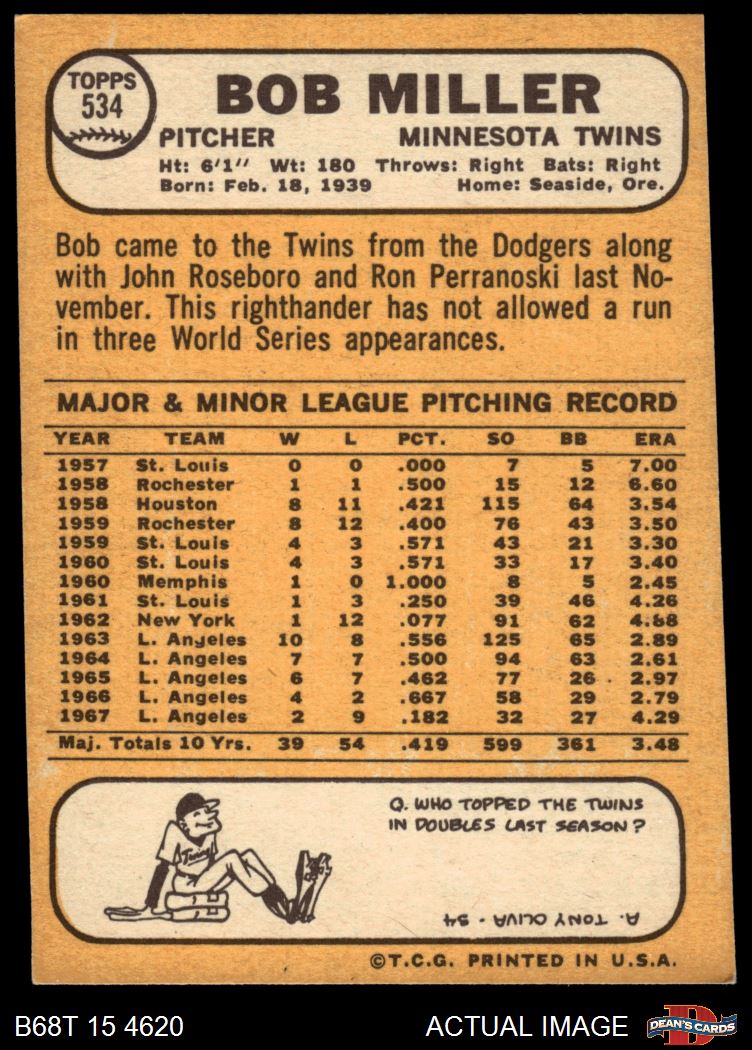 TOPPS
534
BOB MILLER
PITCHER MINNESOTA TWINS
Ht: 6'1" Wt: 180 Throws: Right Bats: Right
Born: Feb. 18, 1939 Home: Seaside, Ore.
Bob came to the Twins from the Dodgers along
with John Roseboro and Ron Perranoski last No-
vember. This righthander has not allowed a run
in three World Series appearances.
MAJOR & MINOR LEAGUE PITCHING RECORD
YEAR TEAM W L PCT. SO BB ERA
1957 St. Louis 0 0 .000 7 5 7.00
1958 Rochester 1 1 .500 15 12 6.60
1958 Houston 8 11 .421 115 64 3.54
1959 Rochester 8 12 .400 76 43 3.50
1959 St. Louis 4 3 .571 43 21 3.30
1960 St. Louis 4 3 .571 33 17 3.40
1960 Memphis 1 0 1.000 8 5 2.45
1961 St. Louis 1 3 .250 39 46 4.26
1962 New York 1 12 .077 91 62 4.88
1963 L. Angeles 10 8 .556 125 65 2.89
1964 L. Angeles 7 7 .500 94 63 2.61
1965 L. Angeles 6 7 .462 77 26 2.97
1966 L. Angeles 4 2 .667 58 29 2.79
1967 L. Angeles 2 9 .182 32 27 4.29
Maj. Totals 10 Yrs. 39 54 .419 599 361 3.48
Twins
Q. WHO TOPPED THE TWINS
IN DOUBLES LAST SEASON?
A. TONY OLIVA - 34
©T.C.G. PRINTED IN U.S.A.
B68T 15 4620 ACTUAL IMAGE D DEAN'S CARDS